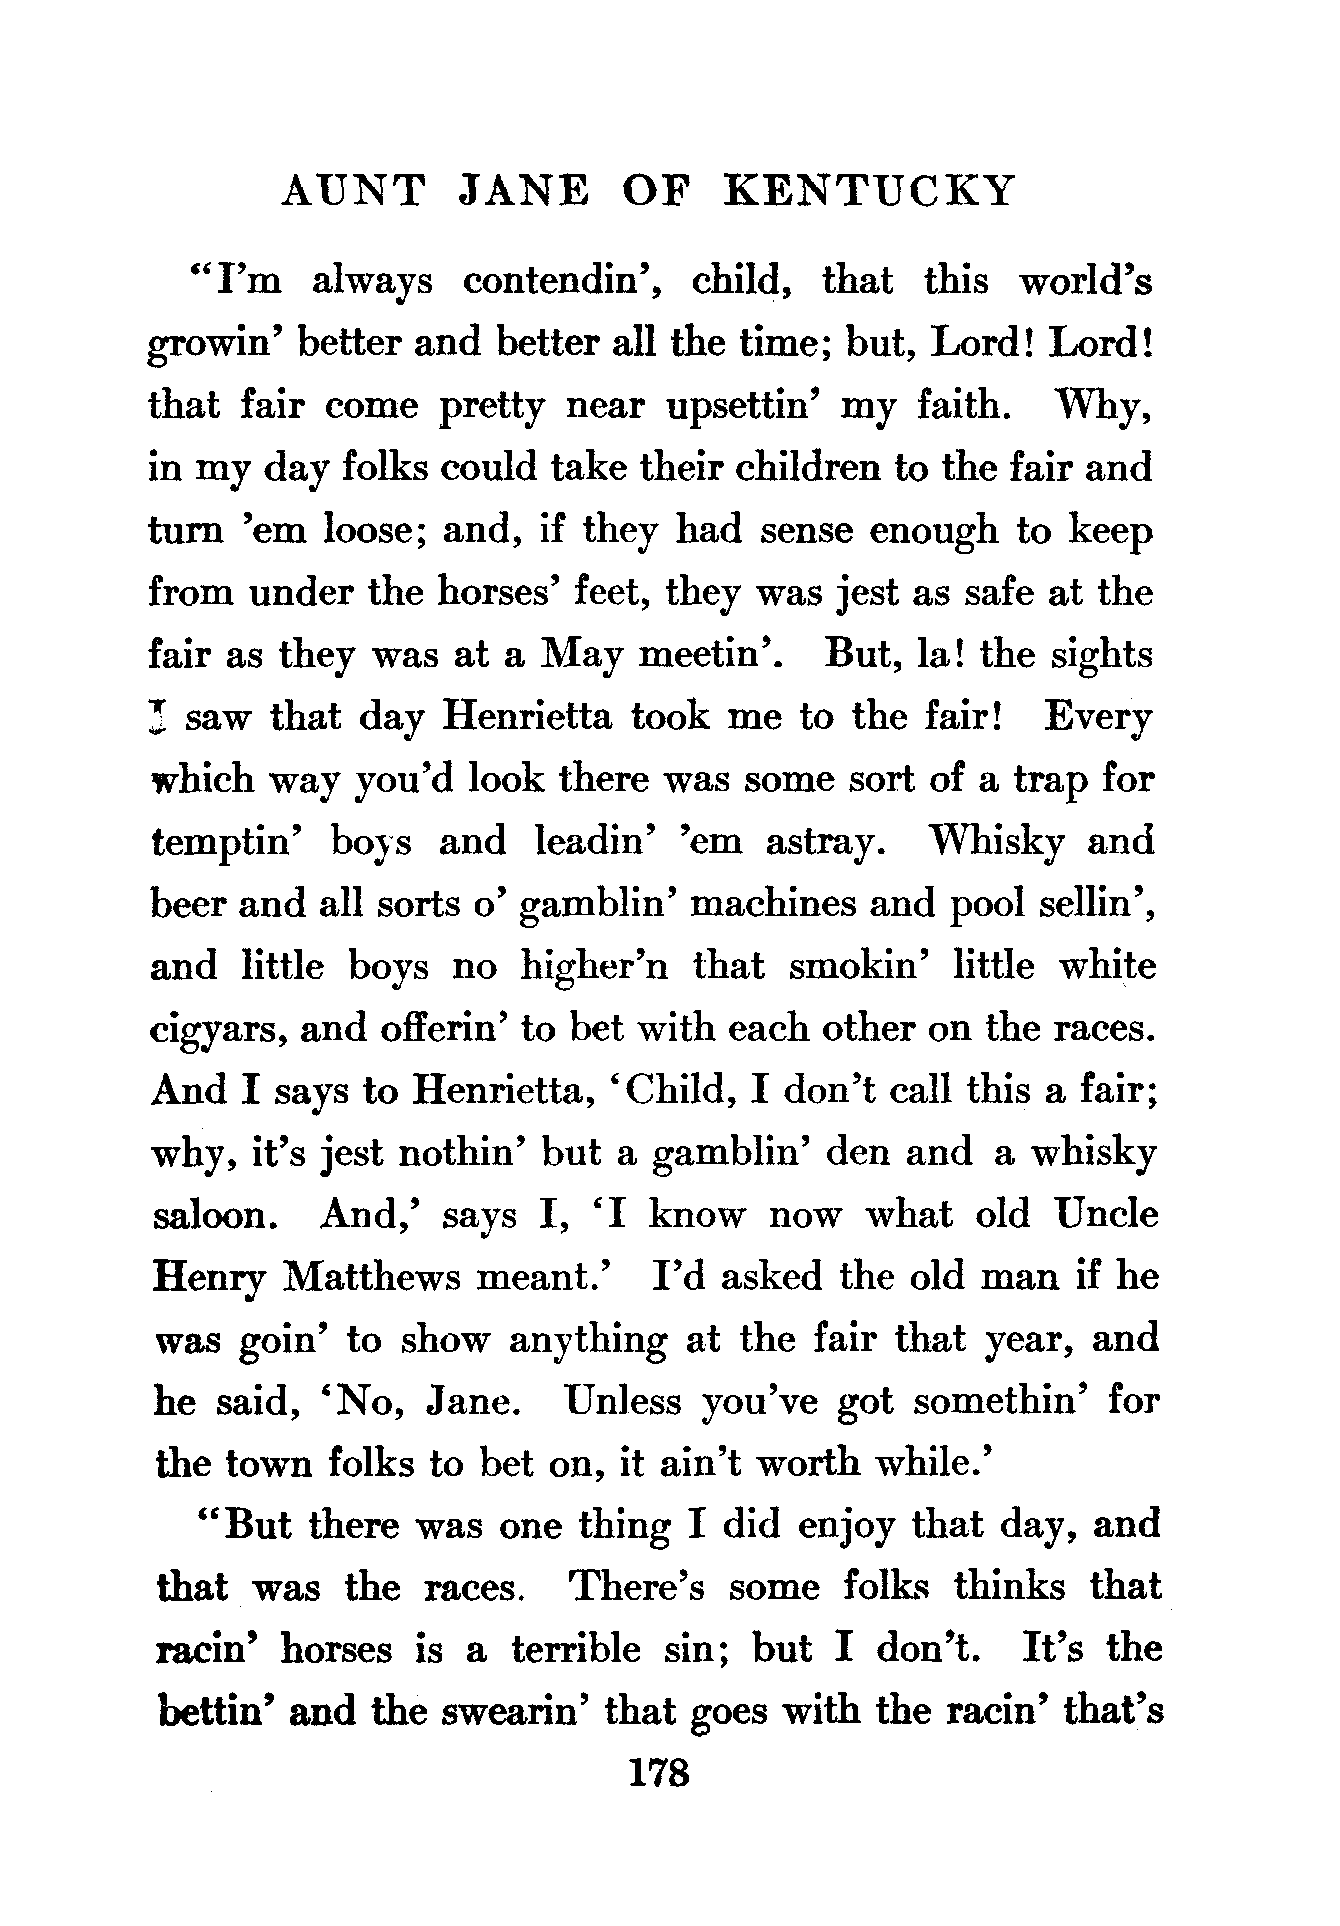 AUNT JANE OF KENTUCKY
“I’m always contendin’, child, that this world’s
growin’ better and better all the time; but, Lord! Lord!
that fair come pretty near upsettin’ my faith. Why,
in my day folks could take their children to the fair and
turn ’em loose; and, if they had sense enough to keep
from under the horses’ feet, they was jest as safe at the
fair as they was at a May meetin’. But, la! the sights
I saw that day Henrietta took me to the fair! Every
which way you’d look there was some sort of a trap for
temptin’ boys and leadin’ ’em astray. Whisky and
beer and all sorts o’ gamblin’ machines and pool sellin’,
and little boys no higher’n that smokin’ little white
cigyars, and offerin’ to bet with each other on the races.
And I says to Henrietta, ‘Child, I don’t call this a fair;
why, it’s jest nothin’ but a gamblin’ den and a whisky
saloon. And,’ says I, ‘I know now what old Uncle
Henry Matthews meant.’ I’d asked the old man if he
was goin’ to show anything at the fair that year, and
he said, ‘No, Jane. Unless you’ve got somethin’ for
the town folks to bet on, it ain’t worth while.’
“But there was one thing I did enjoy that day, and
that was the races. There’s some folks thinks that
racin’ horses is a terrible sin; but I don’t. It’s the
bettin’ and the swearin’ that goes with the racin’ that’s
178